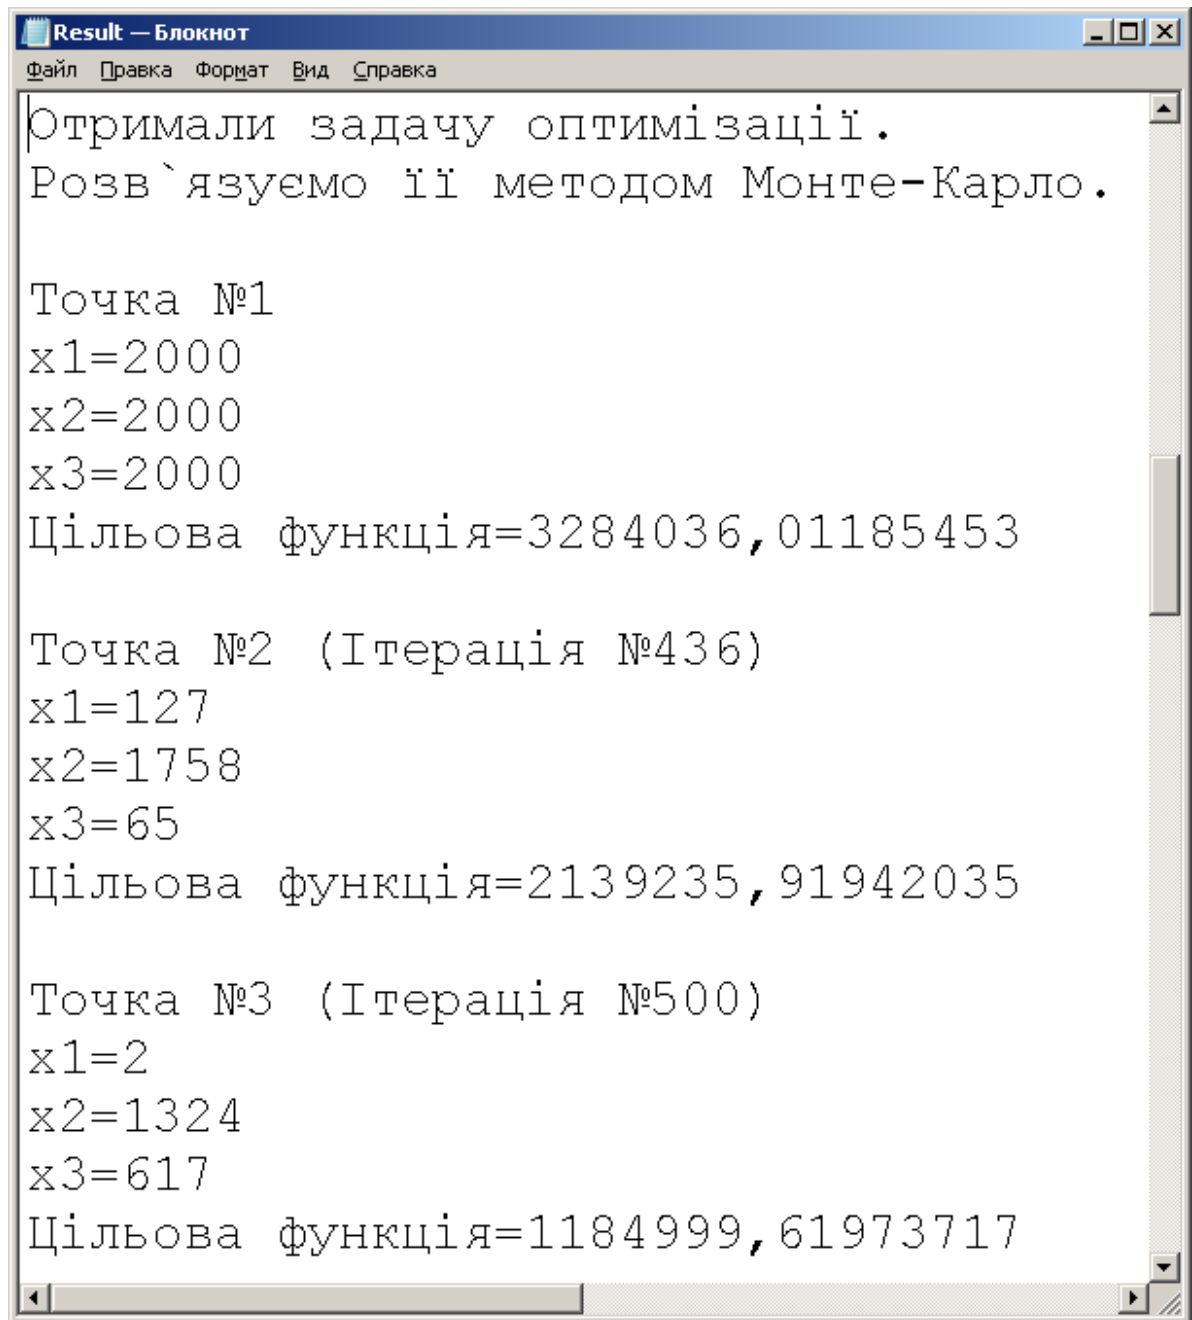 Result — Блокнот
Файл Правка Формат Вид Справка
Отримали задачу оптимізації.
Розв`язуємо її методом Монте-Карло.
Точка №1
x1=2000
x2=2000
x3=2000
Цільова функція=3284036,01185453
Точка №2 (Ітерація №436)
x1=127
x2=1758
x3=65
Цільова функція=2139235,91942035
Точка №3 (Ітерація №500)
x1=2
x2=1324
x3=617
Цільова функція=1184999,61973717